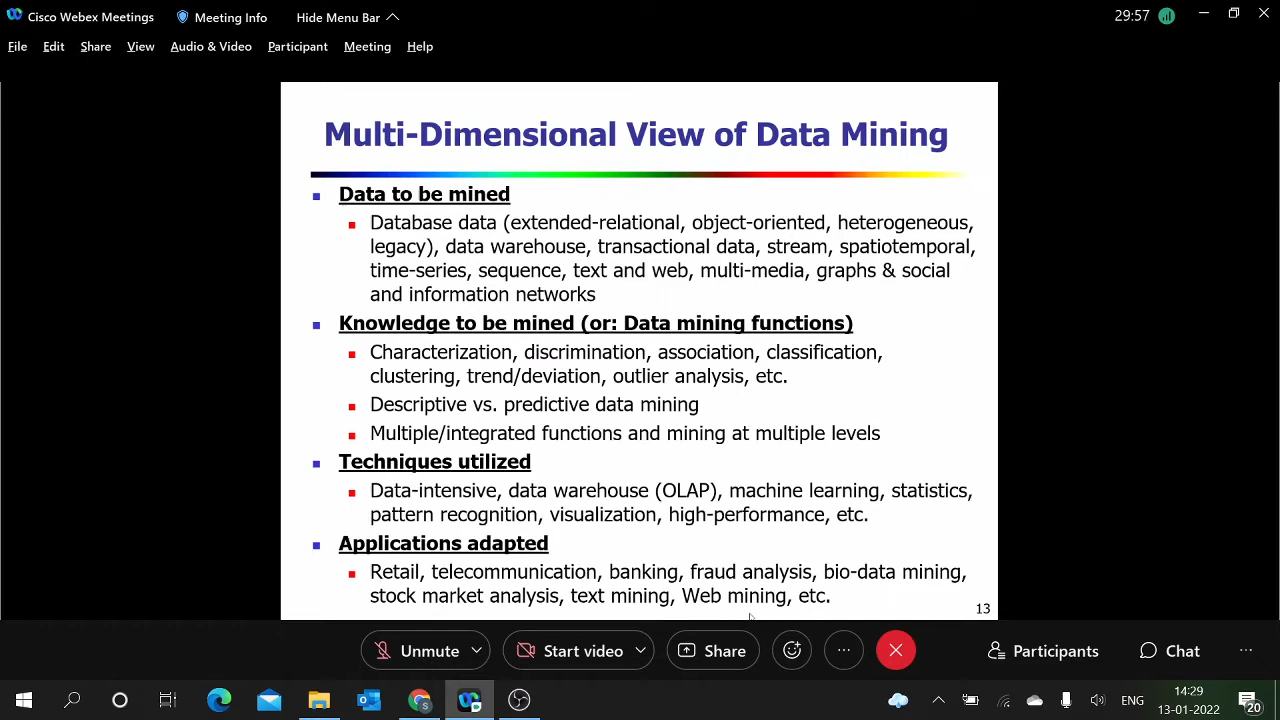 Cisco Webex Meetings Meeting Info Hide Menu Bar 29:57
File Edit Share View Audio & Video Participant Meeting Help
Multi-Dimensional View of Data Mining
Data to be mined
Database data (extended-relational, object-oriented, heterogeneous,
legacy), data warehouse, transactional data, stream, spatiotemporal,
time-series, sequence, text and web, multi-media, graphs & social
and information networks
Knowledge to be mined (or: Data mining functions)
Characterization, discrimination, association, classification,
clustering, trend/deviation, outlier analysis, etc.
Descriptive vs. predictive data mining
Multiple/integrated functions and mining at multiple levels
Techniques utilized
Data-intensive, data warehouse (OLAP), machine learning, statistics,
pattern recognition, visualization, high-performance, etc.
Applications adapted
Retail, telecommunication, banking, fraud analysis, bio-data mining,
stock market analysis, text mining, Web mining, etc.
13
Unmute Start video Share Participants Chat
ENG 14:29
13-01-2022 20